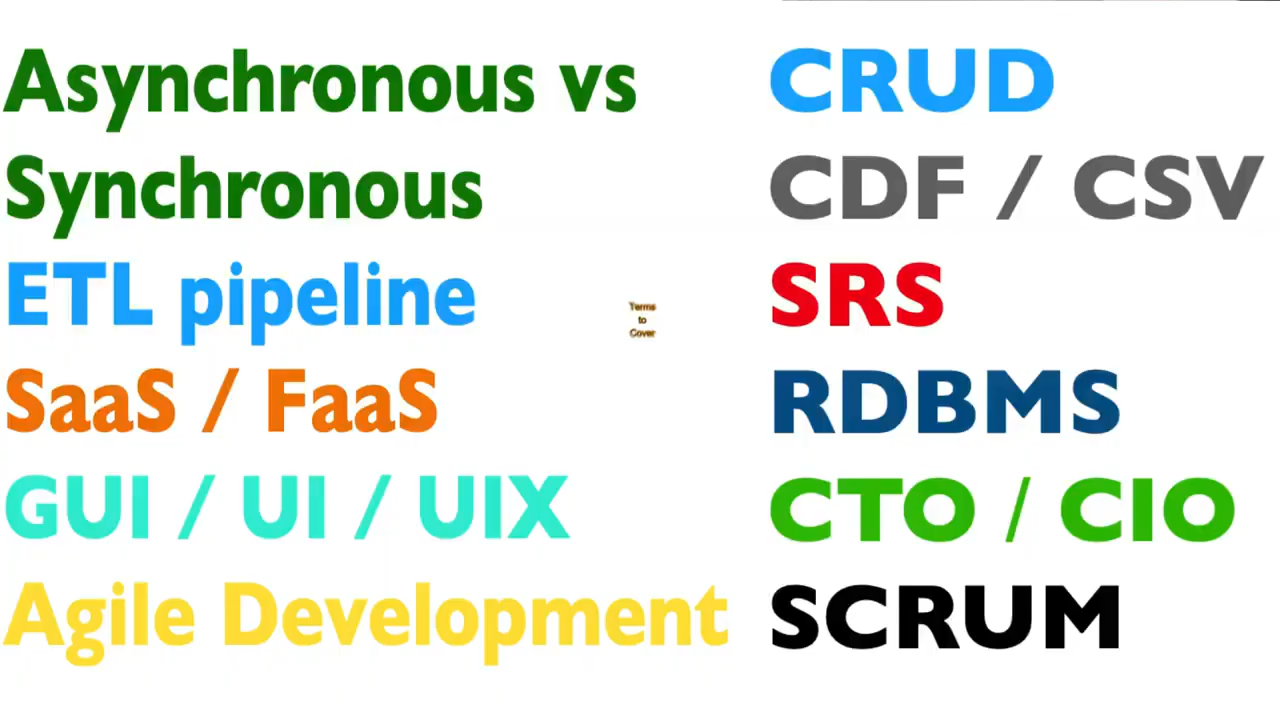 Asynchronous vs
Synchronous
ETL pipeline
SaaS / FaaS
GUI / UI / UIX
Agile Development
Terms
to
Cover
CRUD
CDF / CSV
SRS
RDBMS
CTO / CIO
SCRUM